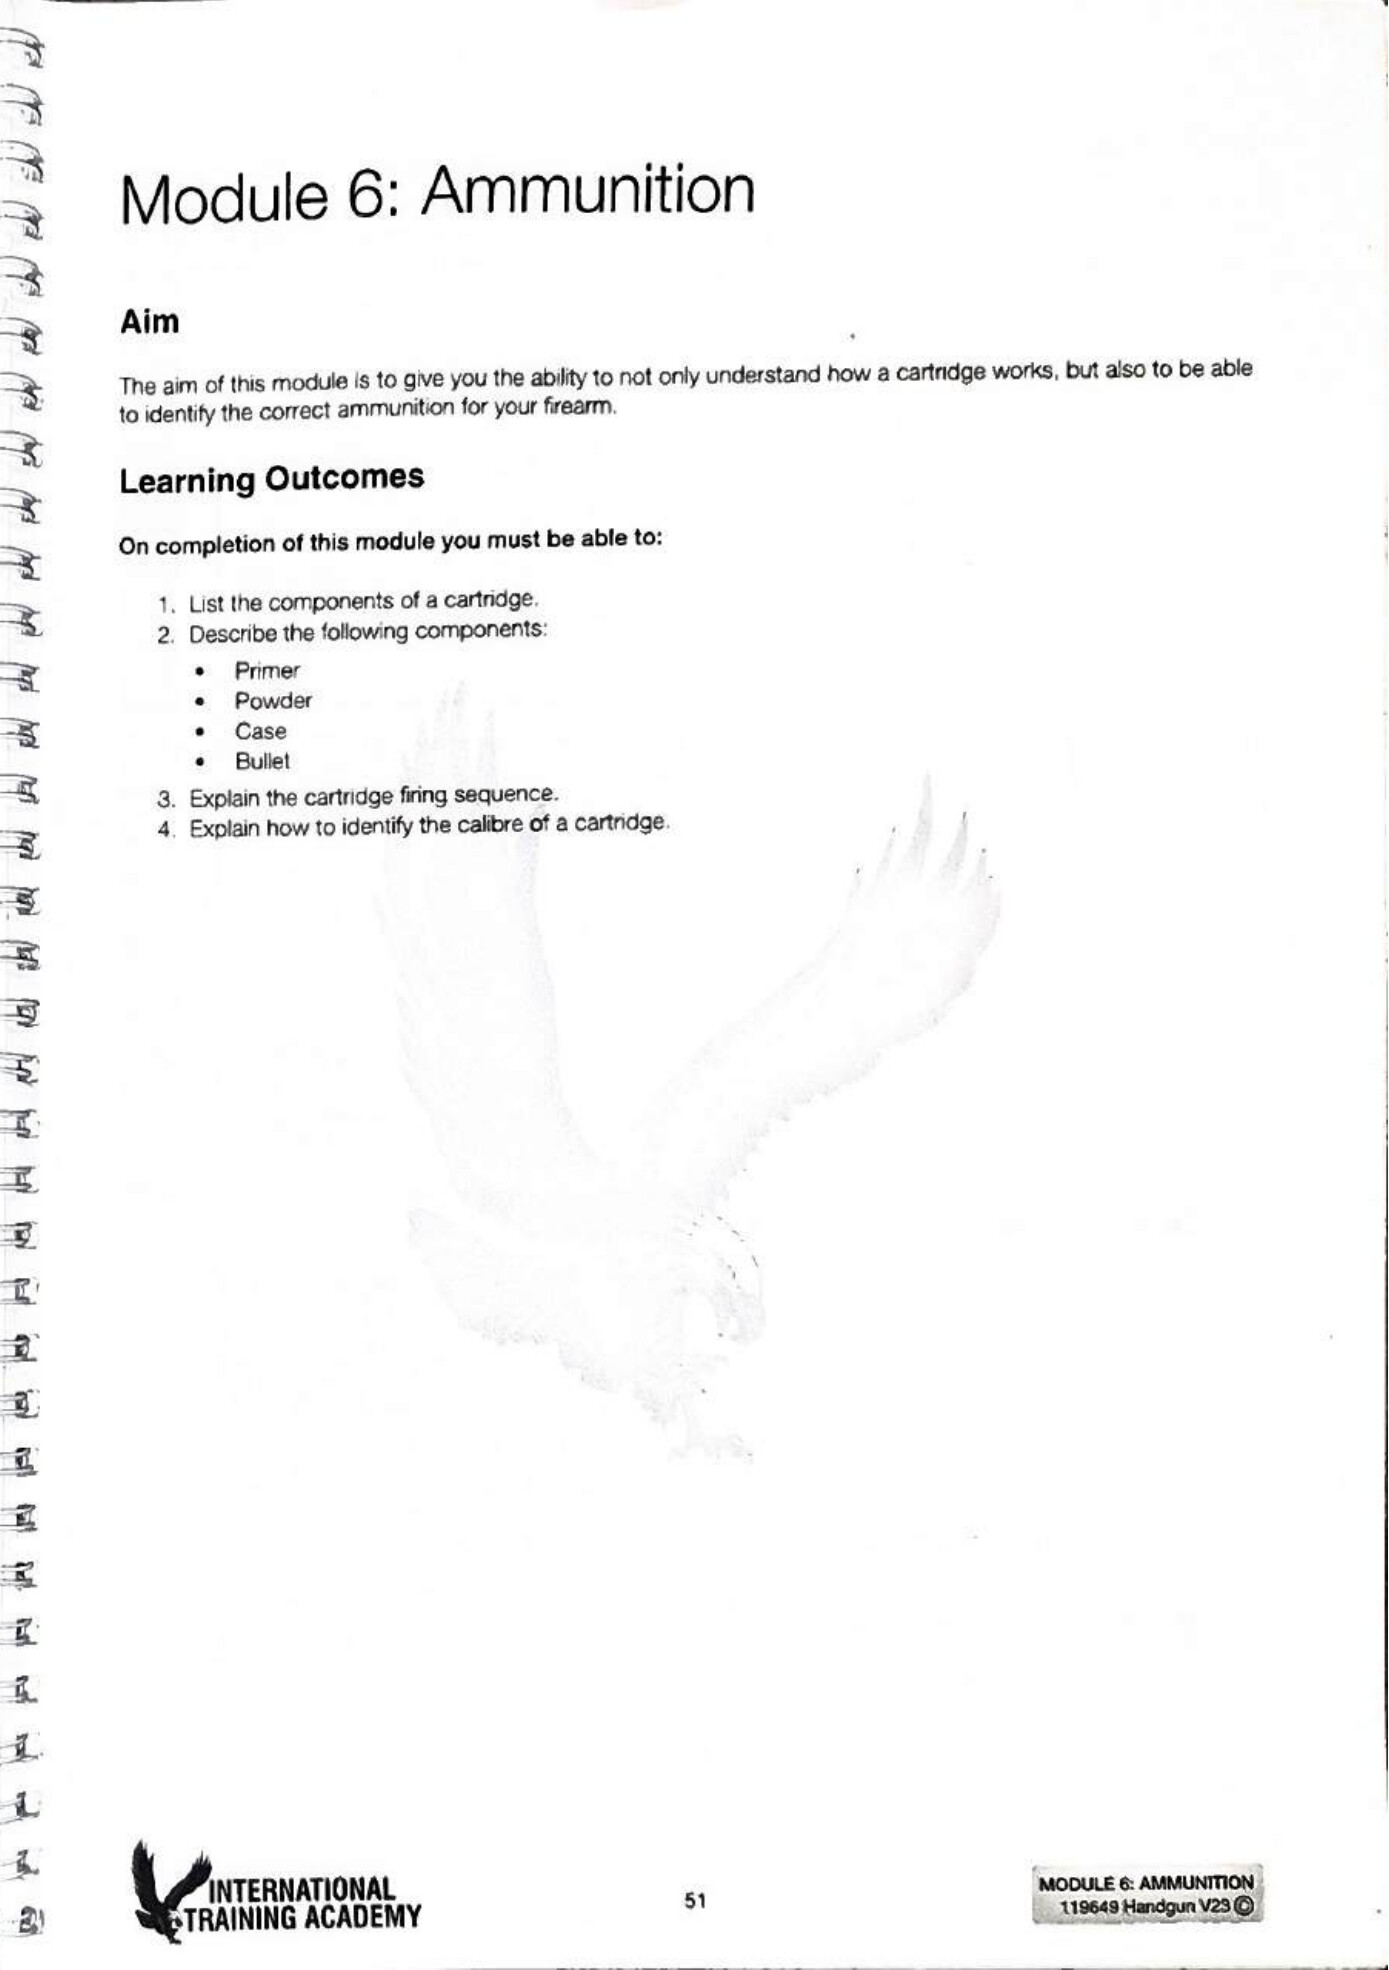 Module 6: Ammunition
Aim
The aim of this module is to give you the ability to not only understand how a cartridge works, but also to be able
to identify the correct ammunition for your firearm.
Learning Outcomes
On completion of this module you must be able to:
1. List the components of a cartridge.
2. Describe the following components:
• Primer
• Powder
• Case
• Bullet
3. Explain the cartridge firing sequence.
4. Explain how to identify the calibre of a cartridge.
INTERNATIONAL
TRAINING ACADEMY
51
MODULE 6: AMMUNITION
119649 Handgun V23 ©